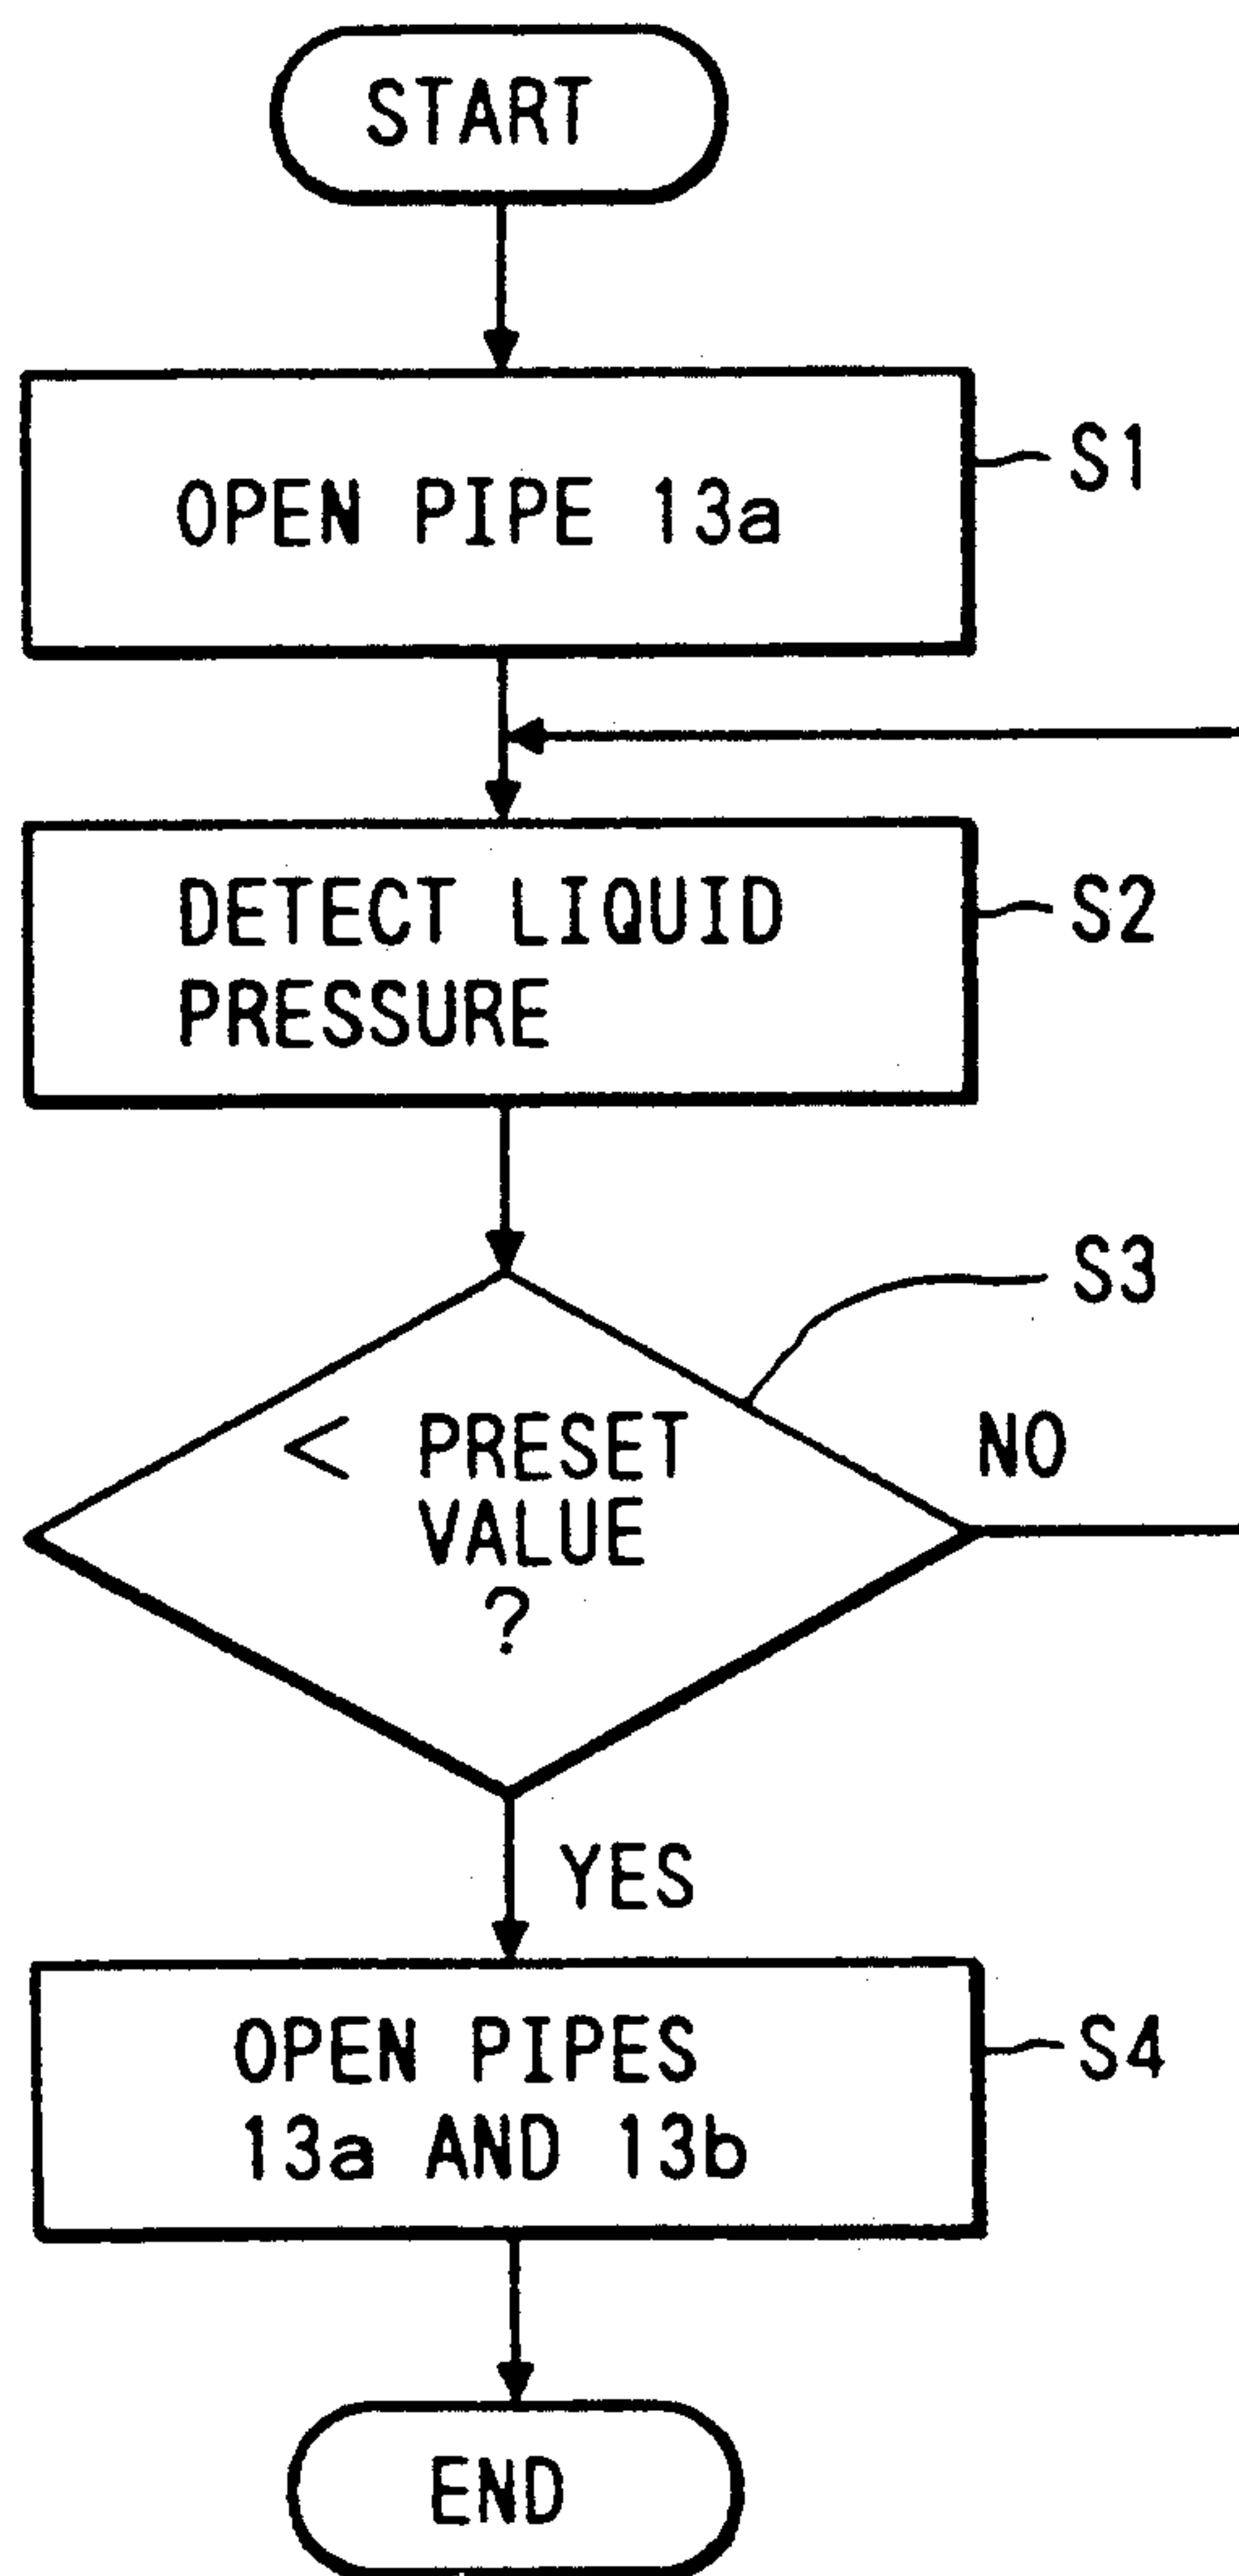 START
OPEN PIPE 13a
S1
DETECT LIQUID
PRESSURE
S2
S3
< PRESET
VALUE
?
NO
YES
OPEN PIPES
13a AND 13b
S4
END